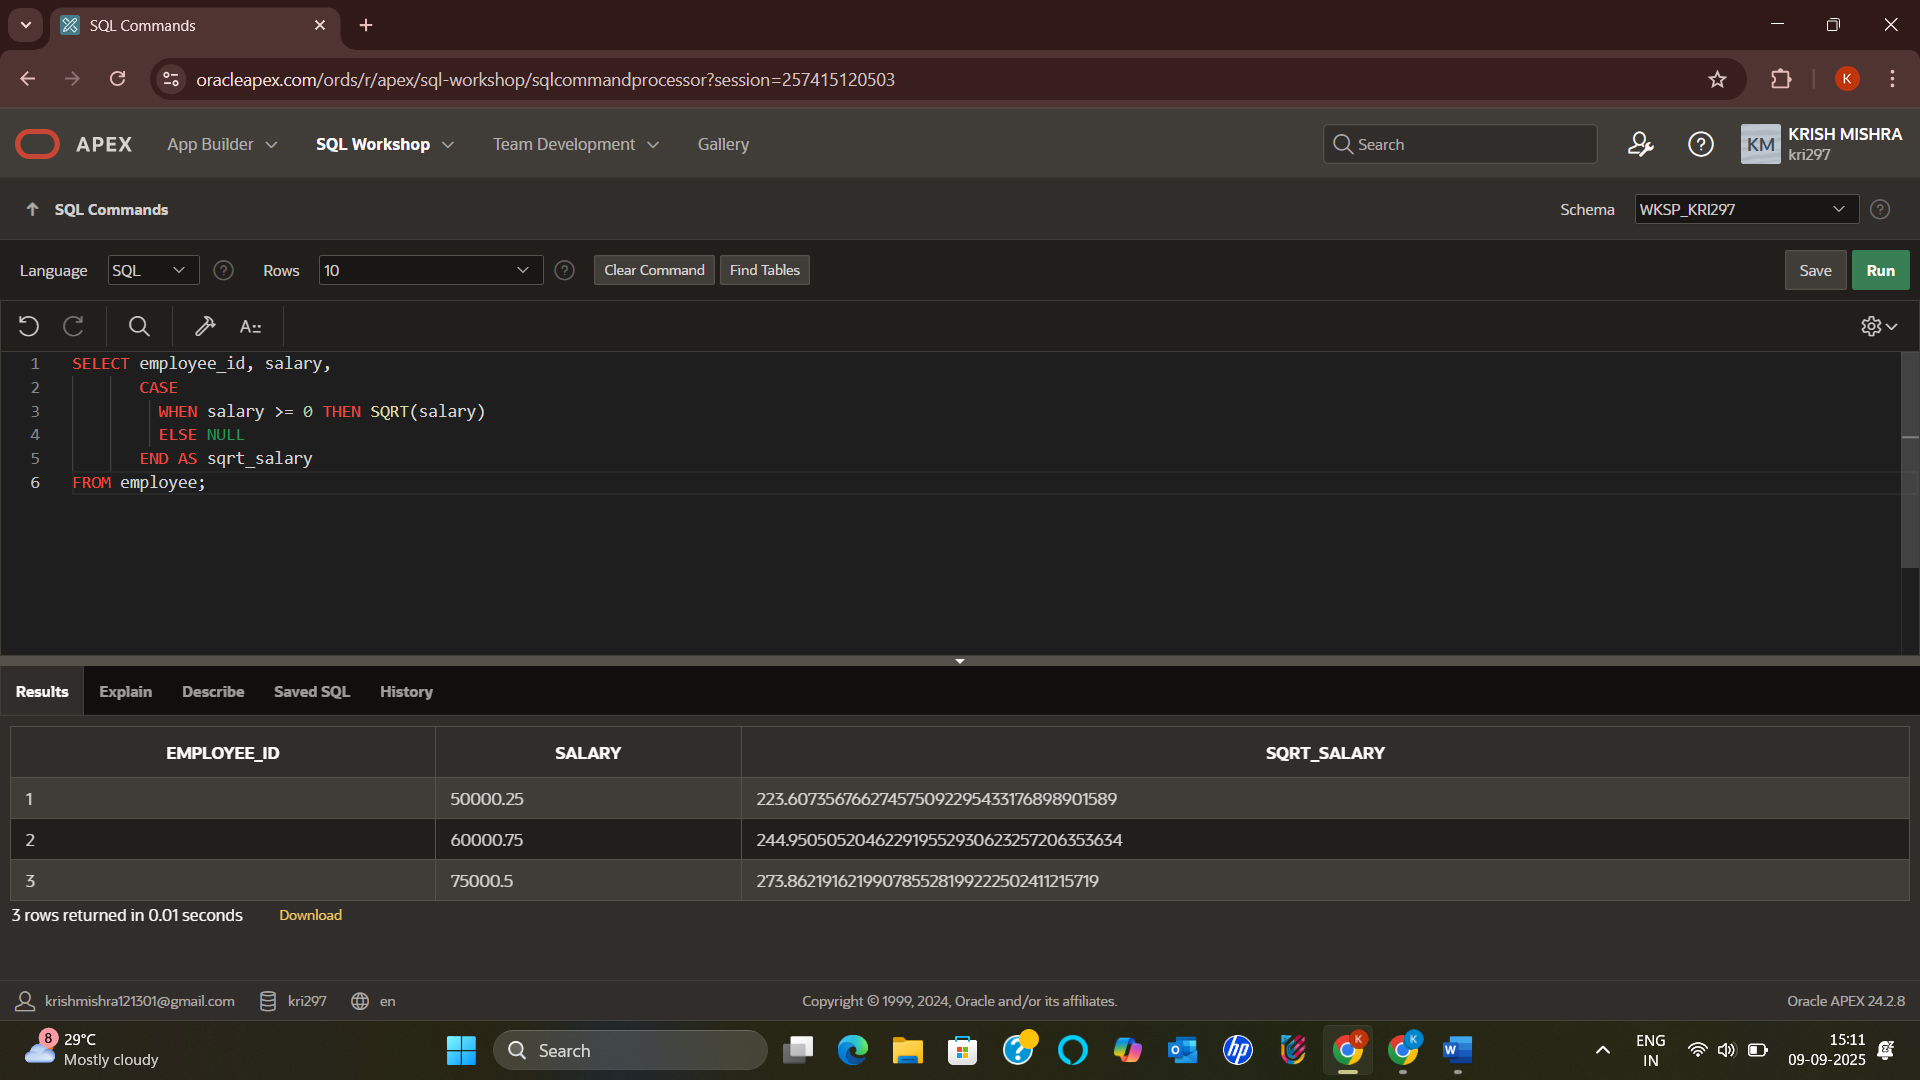 SQL Commands
oracleapex.com/ords/r/apex/sql-workshop/sqlcommandprocessor?session=257415120503
K
APEX
App Builder
SQL Workshop
Team Development
Gallery
Search
KM
KRISH MISHRA
kri297
SQL Commands
Schema
WKSP_KRI297
Language
SQL
Rows
10
Clear Command
Find Tables
Save
Run
1 SELECT employee_id, salary,
2 CASE
3 WHEN salary >= 0 THEN SQRT(salary)
4 ELSE NULL
5 END AS sqrt_salary
6 FROM employee;
Results
Explain
Describe
Saved SQL
History
EMPLOYEE_ID SALARY SQRT_SALARY
1 50000.25 223.607356766274575092295433176898901589
2 60000.75 244.950505204622919552930623257206353634
3 75000.5 273.862191621990785528199222502411215719
3 rows returned in 0.01 seconds
Download
krishmishra121301@gmail.com
kri297
en
Copyright © 1999, 2024, Oracle and/or its affiliates.
Oracle APEX 24.2.8
8
29°C
Mostly cloudy
Search
hp
K
K
W
ENG
IN
15:11
09-09-2025